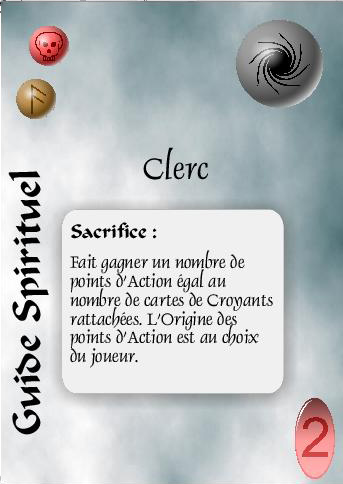 Guide Spirituel
Clerc
Sacrifice :
Fait gagner un nombre de
points d'Action égal au
nombre de cartes de Croyants
rattachées. L'Origine des
points d'Action est au choix
du joueur.
2